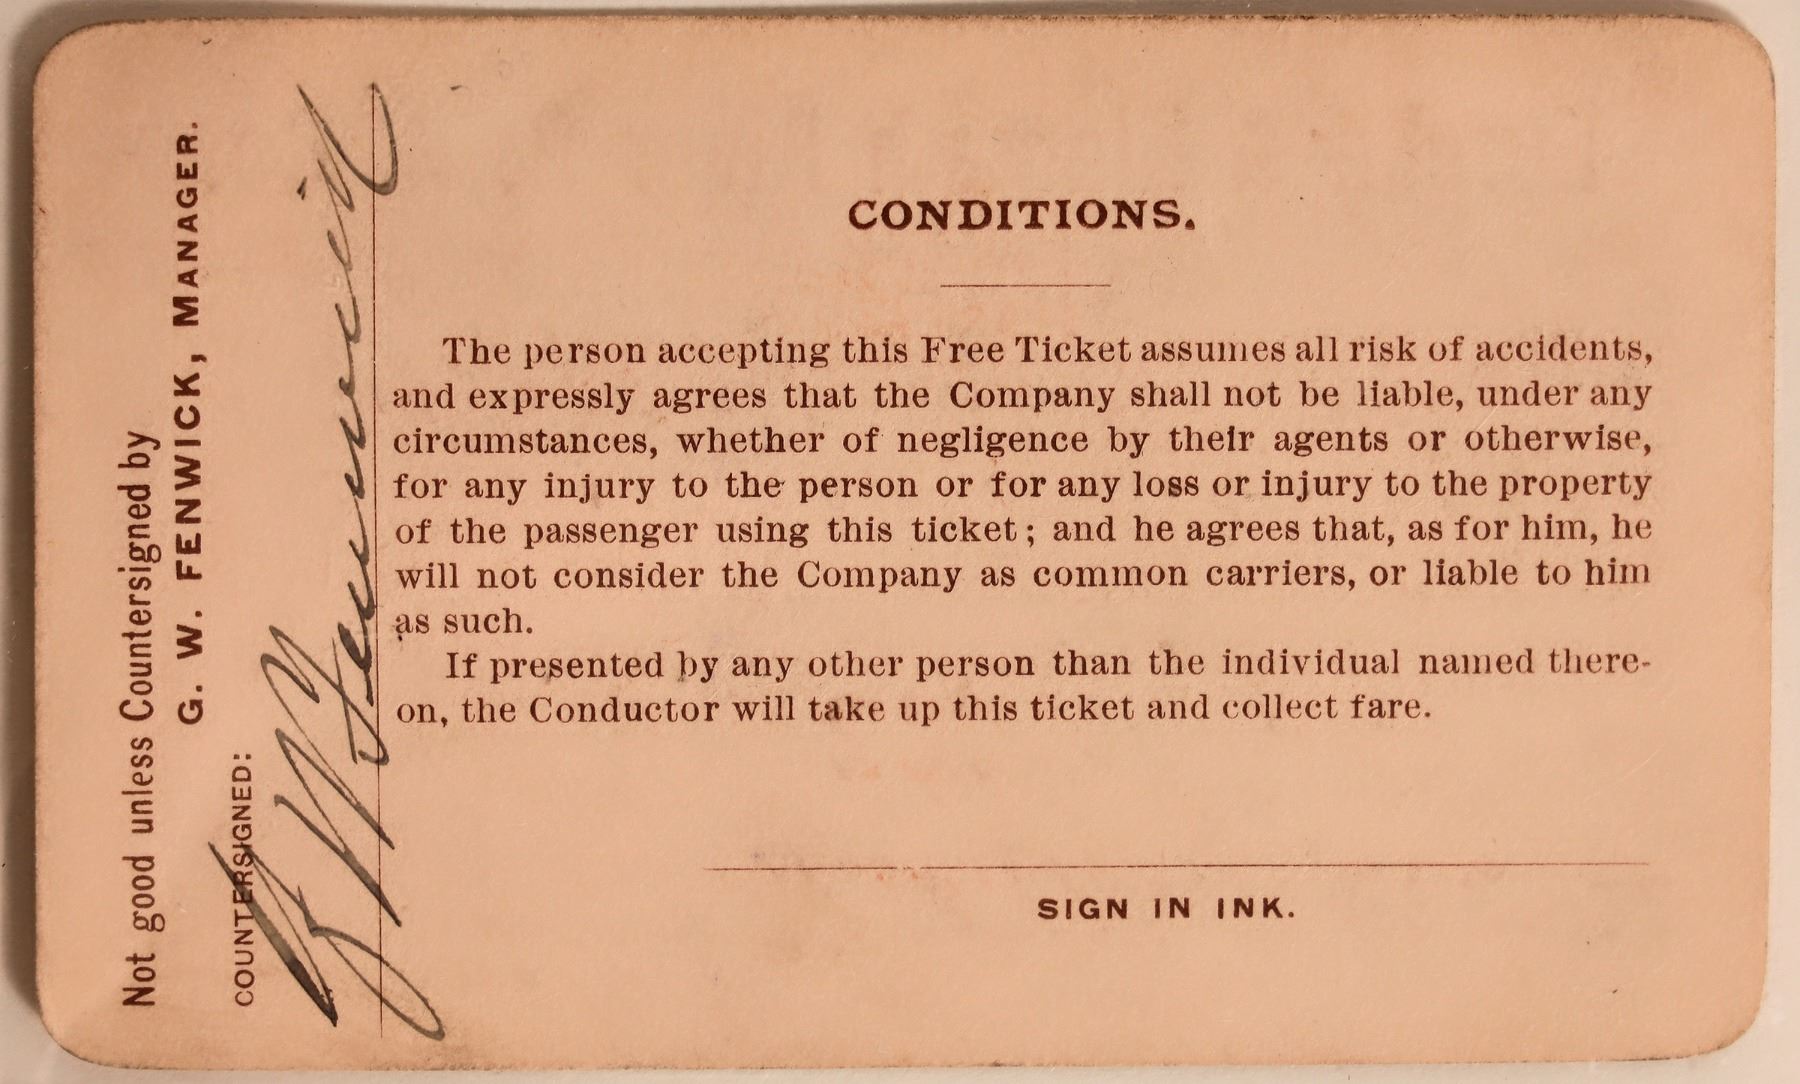 Not good unless Countersigned by
G. W. FENWICK, MANAGER.
COUNTERSIGNED:
G W Fenwick
CONDITIONS.
The person accepting this Free Ticket assumes all risk of accidents,
and expressly agrees that the Company shall not be liable, under any
circumstances, whether of negligence by their agents or otherwise,
for any injury to the person or for any loss or injury to the property
of the passenger using this ticket; and he agrees that, as for him, he
will not consider the Company as common carriers, or liable to him
as such.
If presented by any other person than the individual named there-
on, the Conductor will take up this ticket and collect fare.
SIGN IN INK.